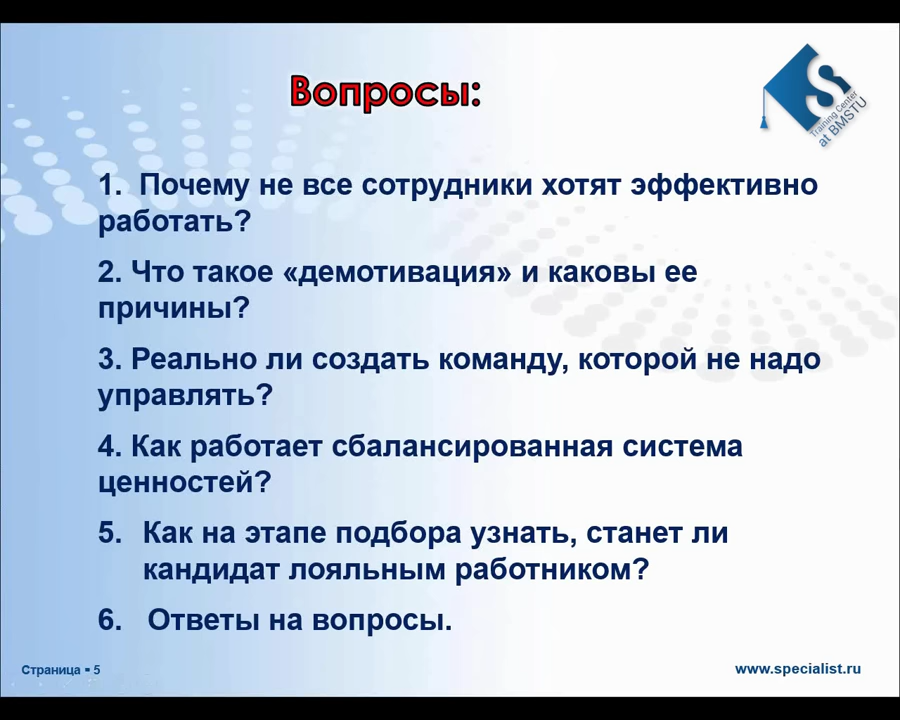 Вопросы:
S
Training Center
at BMSTU
1. Почему не все сотрудники хотят эффективно
работать?
2. Что такое «демотивация» и каковы ее
причины?
3. Реально ли создать команду, которой не надо
управлять?
4. Как работает сбалансированная система
ценностей?
5. Как на этапе подбора узнать, станет ли
кандидат лояльным работником?
6. Ответы на вопросы.
Страница ▪ 5
www.specialist.ru